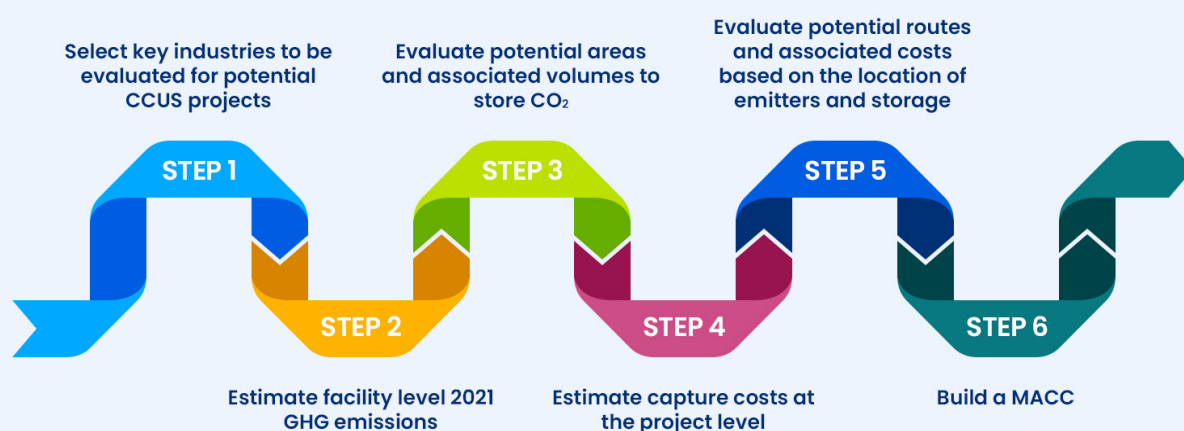 Select key industries to be
evaluated for potential
CCUS projects
STEP 1
STEP 2
Estimate facility level 2021
GHG emissions
Evaluate potential areas
and associated volumes to
store CO₂
STEP 3
STEP 4
Estimate capture costs at
the project level
Evaluate potential routes
and associated costs
based on the location of
emitters and storage
STEP 5
STEP 6
Build a MACC